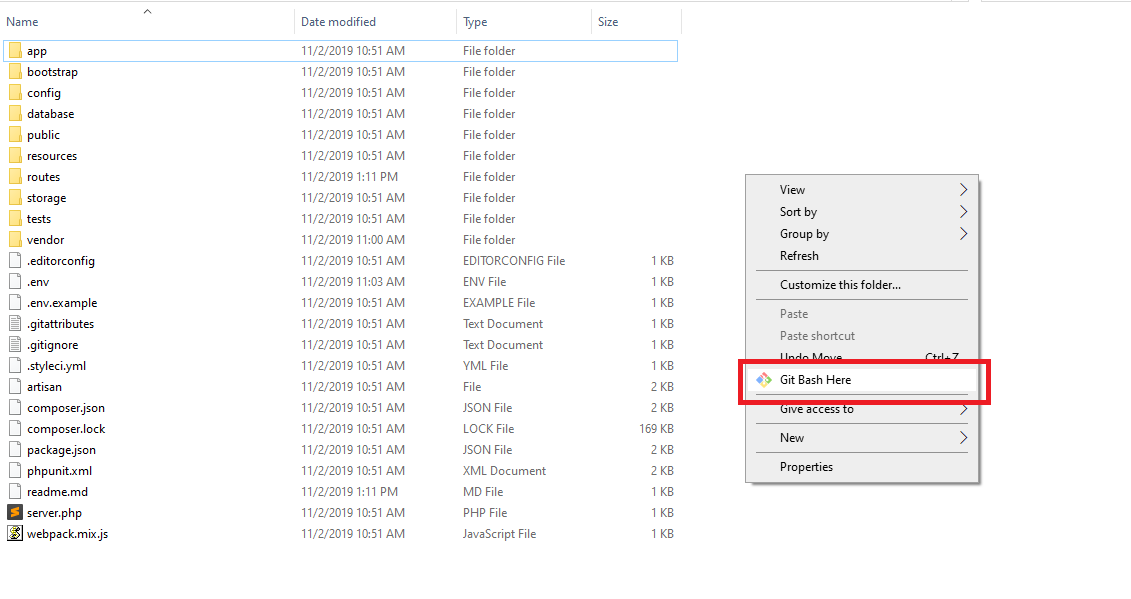 Name Date modified Type Size
app 11/2/2019 10:51 AM File folder
bootstrap 11/2/2019 10:51 AM File folder
config 11/2/2019 10:51 AM File folder
database 11/2/2019 10:51 AM File folder
public 11/2/2019 10:51 AM File folder
resources 11/2/2019 10:51 AM File folder
routes 11/2/2019 1:11 PM File folder
storage 11/2/2019 10:51 AM File folder
tests 11/2/2019 10:51 AM File folder
vendor 11/2/2019 11:00 AM File folder
.editorconfig 11/2/2019 10:51 AM EDITORCONFIG File 1 KB
.env 11/2/2019 11:03 AM ENV File 1 KB
.env.example 11/2/2019 10:51 AM EXAMPLE File 1 KB
.gitattributes 11/2/2019 10:51 AM Text Document 1 KB
.gitignore 11/2/2019 10:51 AM Text Document 1 KB
.styleci.yml 11/2/2019 10:51 AM YML File 1 KB
artisan 11/2/2019 10:51 AM File 2 KB
composer.json 11/2/2019 10:51 AM JSON File 2 KB
composer.lock 11/2/2019 10:51 AM LOCK File 169 KB
package.json 11/2/2019 10:51 AM JSON File 2 KB
phpunit.xml 11/2/2019 10:51 AM XML Document 2 KB
readme.md 11/2/2019 1:11 PM MD File 1 KB
server.php 11/2/2019 10:51 AM PHP File 1 KB
webpack.mix.js 11/2/2019 10:51 AM JavaScript File 1 KB
View
Sort by
Group by
Refresh
Customize this folder...
Paste
Paste shortcut
Undo Move Ctrl+Z
Git Bash Here
Give access to
New
Properties